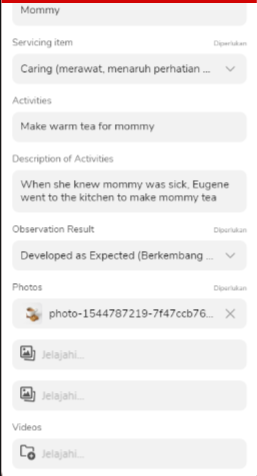 Mommy
Servicing item Diperlukan
Caring (merawat, menaruh perhatian ...
Activities
Make warm tea for mommy
Description of Activities
When she knew mommy was sick, Eugene
went to the kitchen to make mommy tea
Observation Result Diperlukan
Developed as Expected (Berkembang ...
Photos Diperlukan
photo-1544787219-7f47ccb76...
Jelajahi...
Jelajahi...
Videos
Jelajahi...